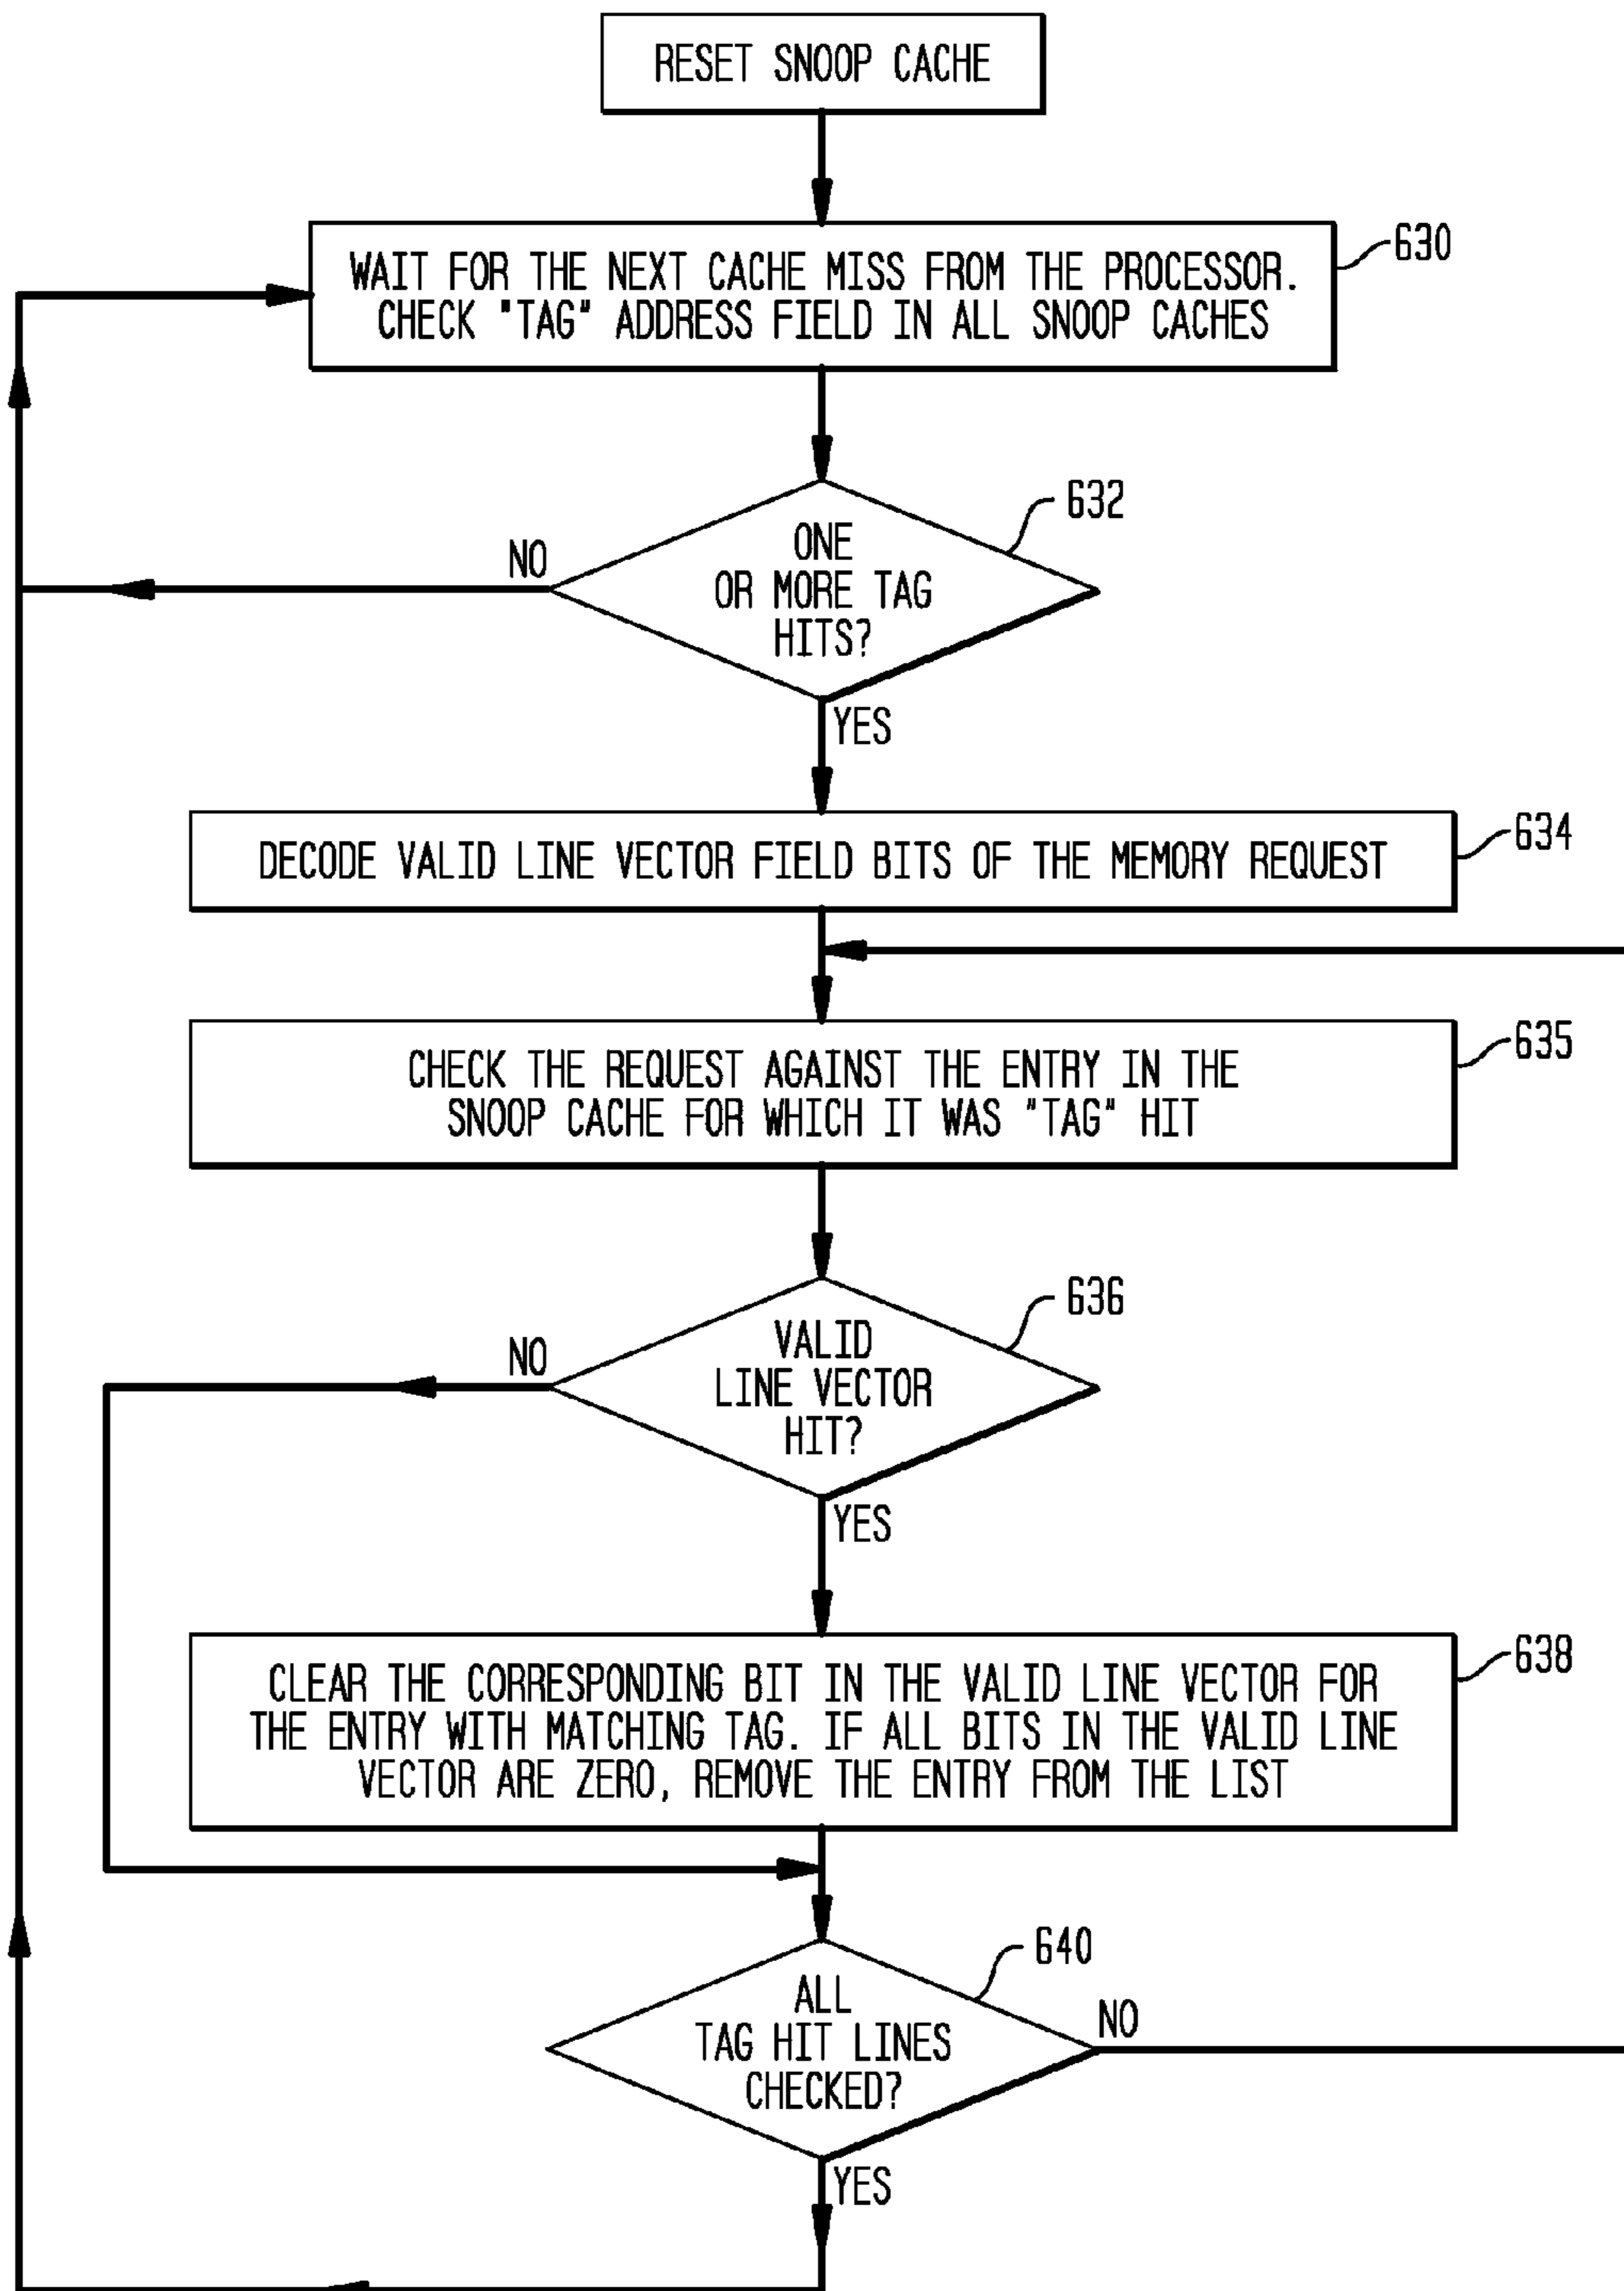 RESET SNOOP CACHE
WAIT FOR THE NEXT CACHE MISS FROM THE PROCESSOR.
CHECK "TAG" ADDRESS FIELD IN ALL SNOOP CACHES
630
ONE
OR MORE TAG
HITS?
632
NO
YES
DECODE VALID LINE VECTOR FIELD BITS OF THE MEMORY REQUEST
634
CHECK THE REQUEST AGAINST THE ENTRY IN THE
SNOOP CACHE FOR WHICH IT WAS "TAG" HIT
635
VALID
LINE VECTOR
HIT?
636
NO
YES
CLEAR THE CORRESPONDING BIT IN THE VALID LINE VECTOR FOR
THE ENTRY WITH MATCHING TAG. IF ALL BITS IN THE VALID LINE
VECTOR ARE ZERO, REMOVE THE ENTRY FROM THE LIST
638
ALL
TAG HIT LINES
CHECKED?
640
NO
YES